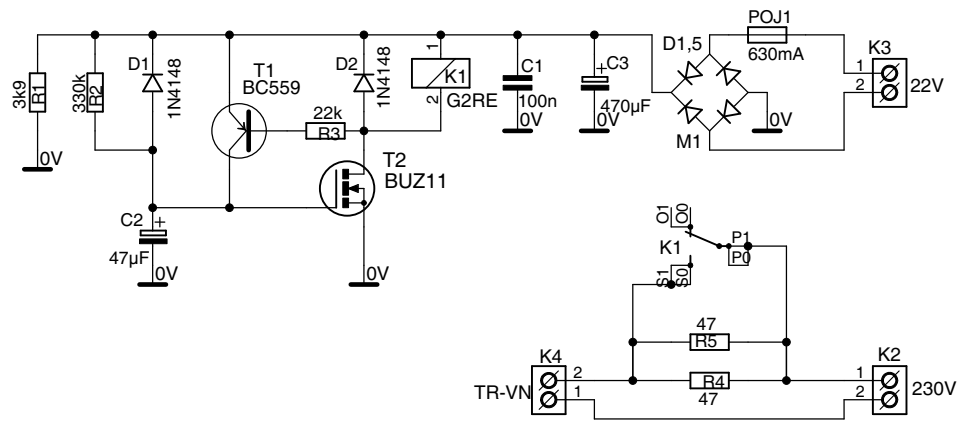 POJ1
630mA
D1,5
M1
0V
K3
1
2
22V
3k9
R1
0V
330k
R2
D1
1N4148
T1
BC559
22k
R3
D2
1N4148
1
K1
2
G2RE
C1
100n
0V
+
C3
470µF
0V
T2
BUZ11
0V
C2
+
47µF
0V
O1
O0
K1
P1
P0
S1
S0
47
R5
R4
47
K4
2
1
TR-VN
K2
1
2
230V